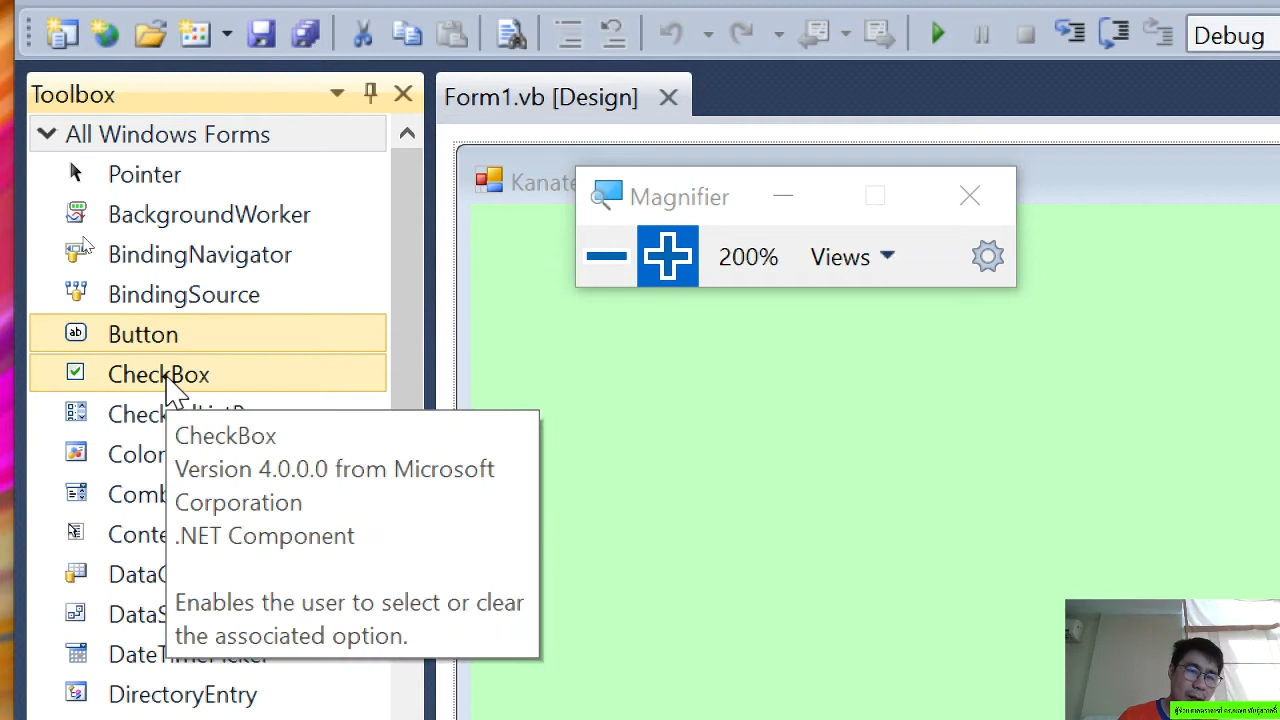 Debug
Toolbox
Form1.vb [Design]
All Windows Forms
Pointer
Kanate
Magnifier
BackgroundWorker
BindingNavigator
200%
Views
BindingSource
ab
Button
CheckBox
CheckBox
Version 4.0.0.0 from Microsoft
Corporation
.NET Component
Enables the user to select or clear
the associated option.
DirectoryEntry